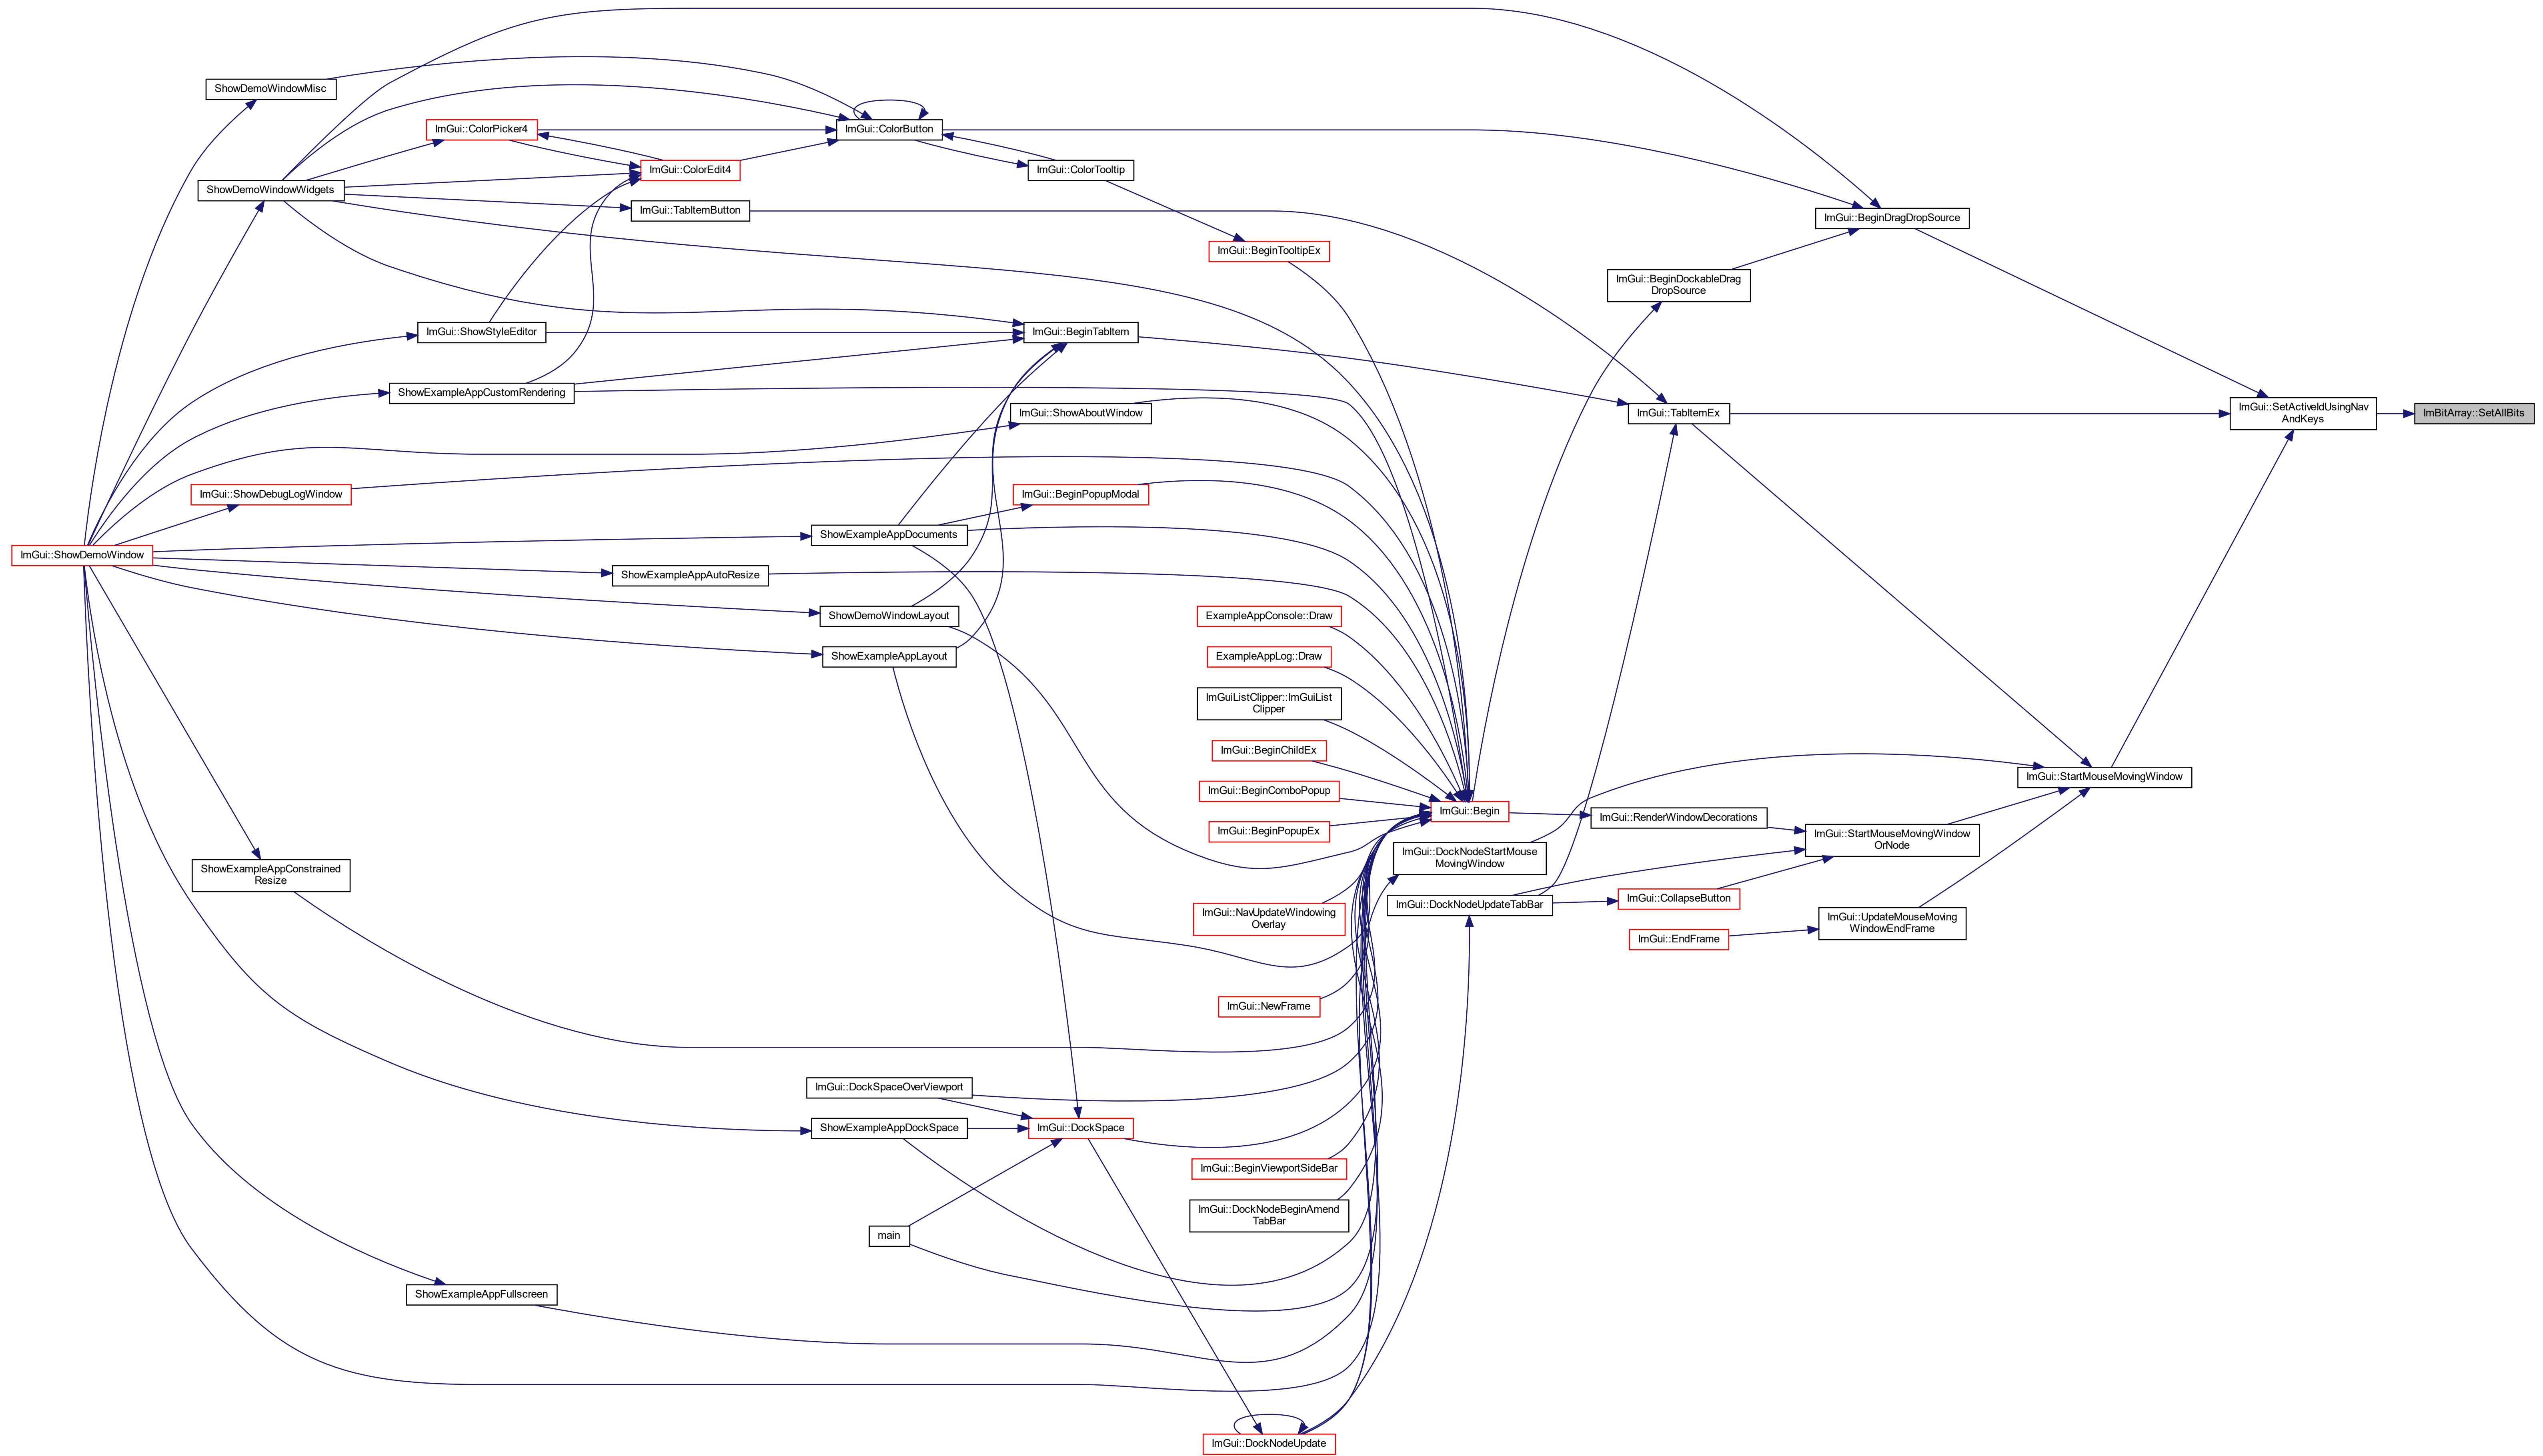 ShowDemoWindowMisc
ImGui::ColorPicker4
ImGui::ColorButton
ImGui::ColorEdit4
ImGui::ColorTooltip
ShowDemoWindowWidgets
ImGui::TabItemButton
ImGui::BeginDragDropSource
ImGui::BeginTooltipEx
ImGui::BeginDockableDrag
DropSource
ImGui::ShowStyleEditor
ImGui::BeginTabItem
ShowExampleAppCustomRendering
ImGui::ShowAboutWindow
ImGui::TabItemEx
ImGui::SetActiveIdUsingNav
AndKeys
ImBitArray::SetAllBits
ImGui::ShowDebugLogWindow
ImGui::BeginPopupModal
ShowExampleAppDocuments
ImGui::ShowDemoWindow
ShowExampleAppAutoResize
ShowDemoWindowLayout
ExampleAppConsole::Draw
ShowExampleAppLayout
ExampleAppLog::Draw
ImGuiListClipper::ImGuiList
Clipper
ImGui::BeginChildEx
ImGui::StartMouseMovingWindow
ImGui::BeginComboPopup
ImGui::Begin
ImGui::RenderWindowDecorations
ImGui::BeginPopupEx
ImGui::StartMouseMovingWindow
OrNode
ImGui::DockNodeStartMouse
MovingWindow
ShowExampleAppConstrained
Resize
ImGui::CollapseButton
ImGui::DockNodeUpdateTabBar
ImGui::NavUpdateWindowing
Overlay
ImGui::UpdateMouseMoving
WindowEndFrame
ImGui::EndFrame
ImGui::NewFrame
ImGui::DockSpaceOverViewport
ShowExampleAppDockSpace
ImGui::DockSpace
ImGui::BeginViewportSideBar
ImGui::DockNodeBeginAmend
TabBar
main
ShowExampleAppFullscreen
ImGui::DockNodeUpdate